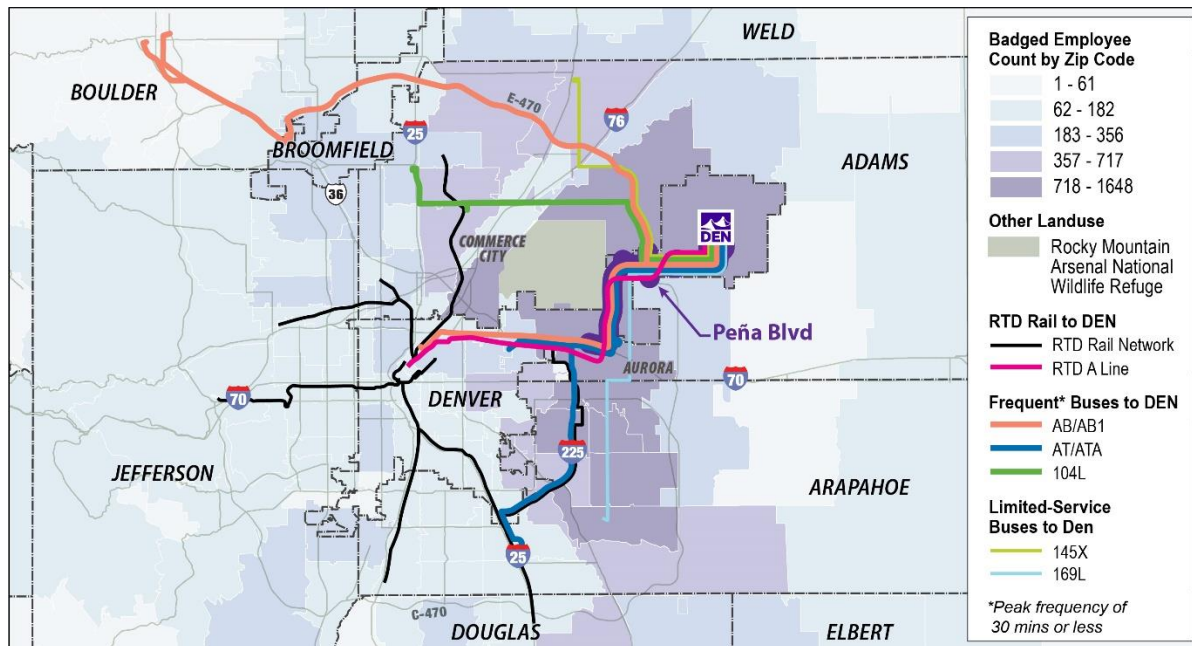 WELD
BOULDER
E-470
76
25
BROOMFIELD
ADAMS
36
DEN
COMMERCE
CITY
Peña Blvd
AURORA
70
70
DENVER
225
JEFFERSON
ARAPAHOE
25
C-470
DOUGLAS
ELBERT
Badged Employee
Count by Zip Code
1 - 61
62 - 182
183 - 356
357 - 717
718 - 1648
Other Landuse
Rocky Mountain
Arsenal National
Wildlife Refuge
RTD Rail to DEN
RTD Rail Network
RTD A Line
Frequent* Buses to DEN
AB/AB1
AT/ATA
104L
Limited-Service
Buses to Den
145X
169L
*Peak frequency of
30 mins or less